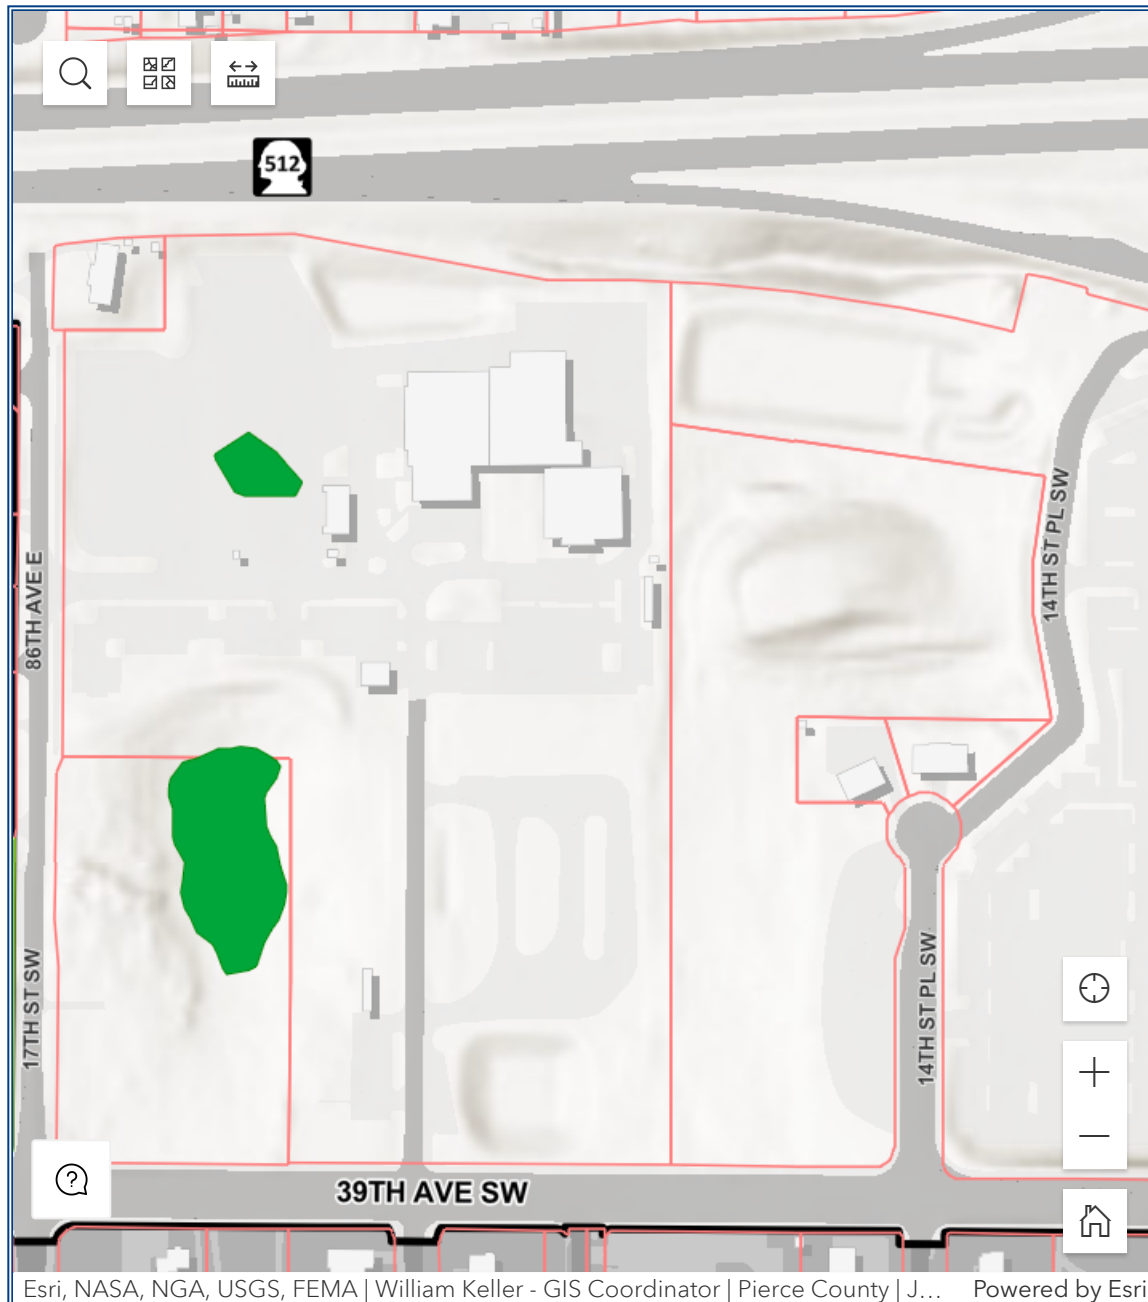 512
86TH AVE E
14TH ST PL SW
17TH ST SW
14TH ST PL SW
39TH AVE SW
Esri, NASA, NGA, USGS, FEMA | William Keller - GIS Coordinator | Pierce County | J... Powered by Esri